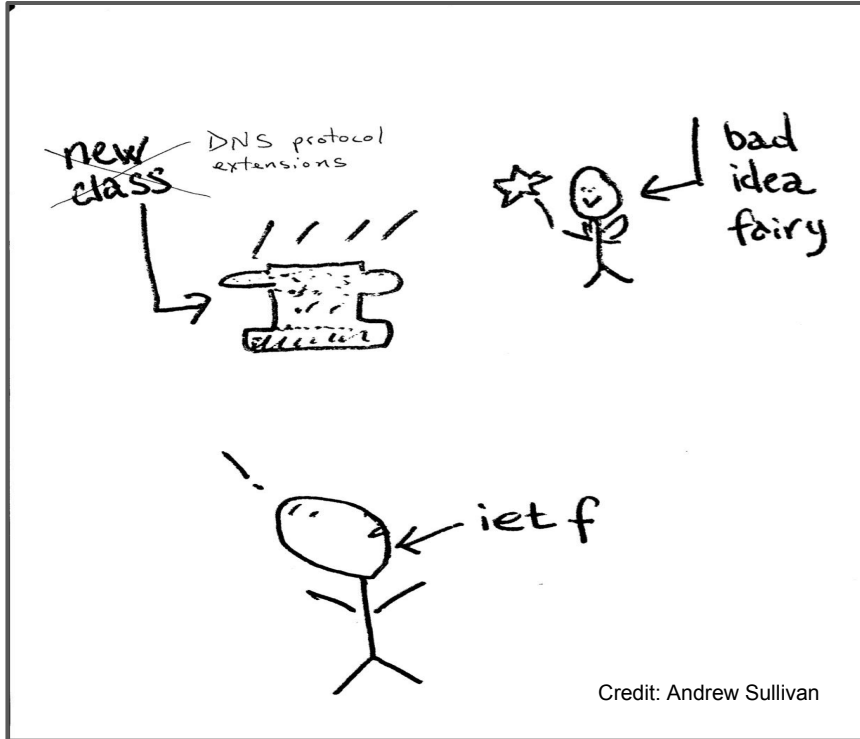 new
class
DNS protocol
extensions
bad
idea
fairy
ietf
Credit: Andrew Sullivan